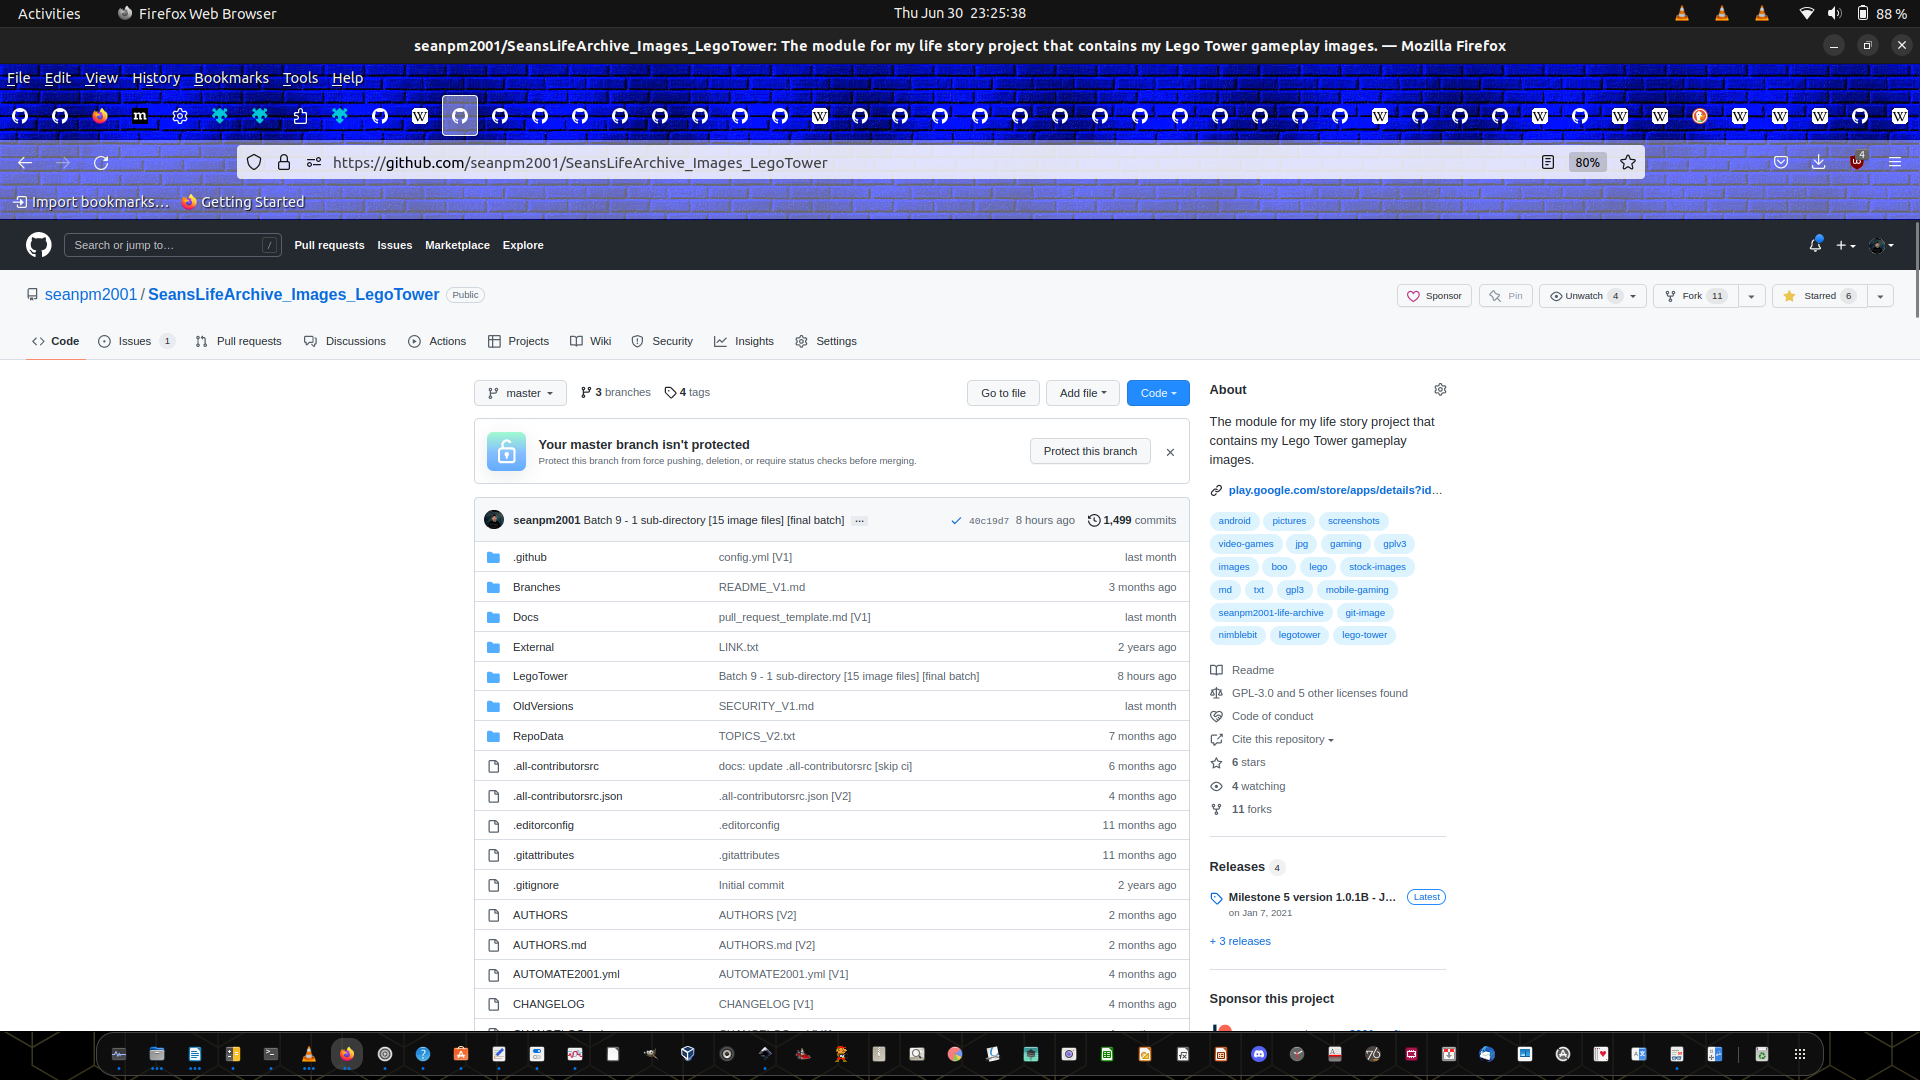 Activities
Firefox Web Browser
Thu Jun 30 23:25:38
88 %
seanpm2001/SeansLifeArchive_Images_LegoTower: The module for my life story project that contains my Lego Tower gameplay images. — Mozilla Firefox
File Edit View History Bookmarks Tools Help
https://github.com/seanpm2001/SeansLifeArchive_Images_LegoTower
80%
4
Import bookmarks…
Getting Started
Search or jump to…
/
Pull requests Issues Marketplace Explore
seanpm2001 / SeansLifeArchive_Images_LegoTower Public
Sponsor
Pin
Unwatch 4
Fork 11
Starred 6
Code
Issues 1
Pull requests
Discussions
Actions
Projects
Wiki
Security
Insights
Settings
master
3 branches
4 tags
Go to file
Add file
Code
Your master branch isn't protected
Protect this branch from force pushing, deletion, or require status checks before merging.
Protect this branch
seanpm2001 Batch 9 - 1 sub-directory [15 image files] [final batch] … 40c19d7 8 hours ago 1,499 commits
.github config.yml [V1] last month
Branches README_V1.md 3 months ago
Docs pull_request_template.md [V1] last month
External LINK.txt 2 years ago
LegoTower Batch 9 - 1 sub-directory [15 image files] [final batch] 8 hours ago
OldVersions SECURITY_V1.md last month
RepoData TOPICS_V2.txt 7 months ago
.all-contributorsrc docs: update .all-contributorsrc [skip ci] 6 months ago
.all-contributorsrc.json .all-contributorsrc.json [V2] 4 months ago
.editorconfig .editorconfig 11 months ago
.gitattributes .gitattributes 11 months ago
.gitignore Initial commit 2 years ago
AUTHORS AUTHORS [V2] 2 months ago
AUTHORS.md AUTHORS.md [V2] 2 months ago
AUTOMATE2001.yml AUTOMATE2001.yml [V1] 4 months ago
CHANGELOG CHANGELOG [V1] 4 months ago
About
The module for my life story project that
contains my Lego Tower gameplay
images.
play.google.com/store/apps/details?id…
android pictures screenshots
video-games jpg gaming gplv3
images boo lego stock-images
md txt gpl3 mobile-gaming
seanpm2001-life-archive git-image
nimblebit legotower lego-tower
Readme
GPL-3.0 and 5 other licenses found
Code of conduct
Cite this repository
6 stars
4 watching
11 forks
Releases 4
Milestone 5 version 1.0.1B - J… Latest
on Jan 7, 2021
+ 3 releases
Sponsor this project